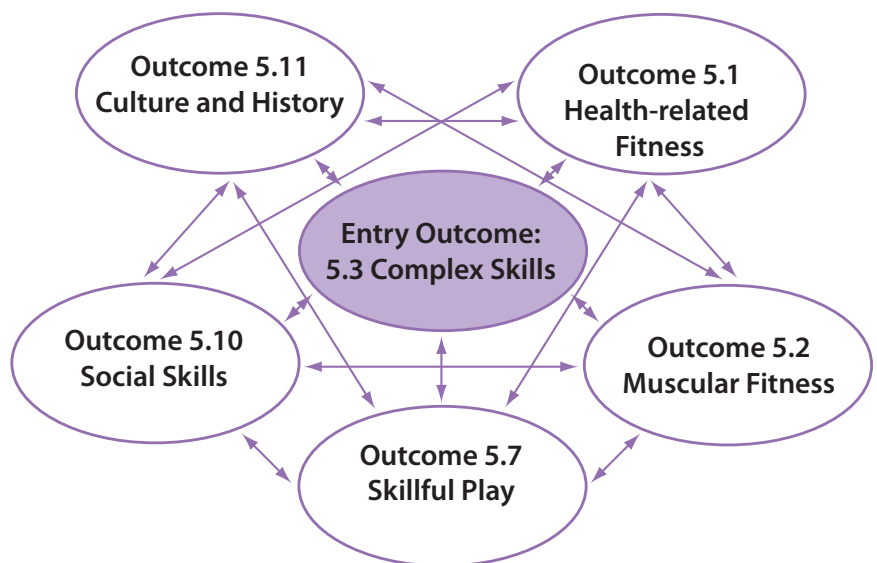 Outcome 5.11
Culture and History
Outcome 5.1
Health-related
Fitness
Entry Outcome:
5.3 Complex Skills
Outcome 5.10
Social Skills
Outcome 5.2
Muscular Fitness
Outcome 5.7
Skillful Play